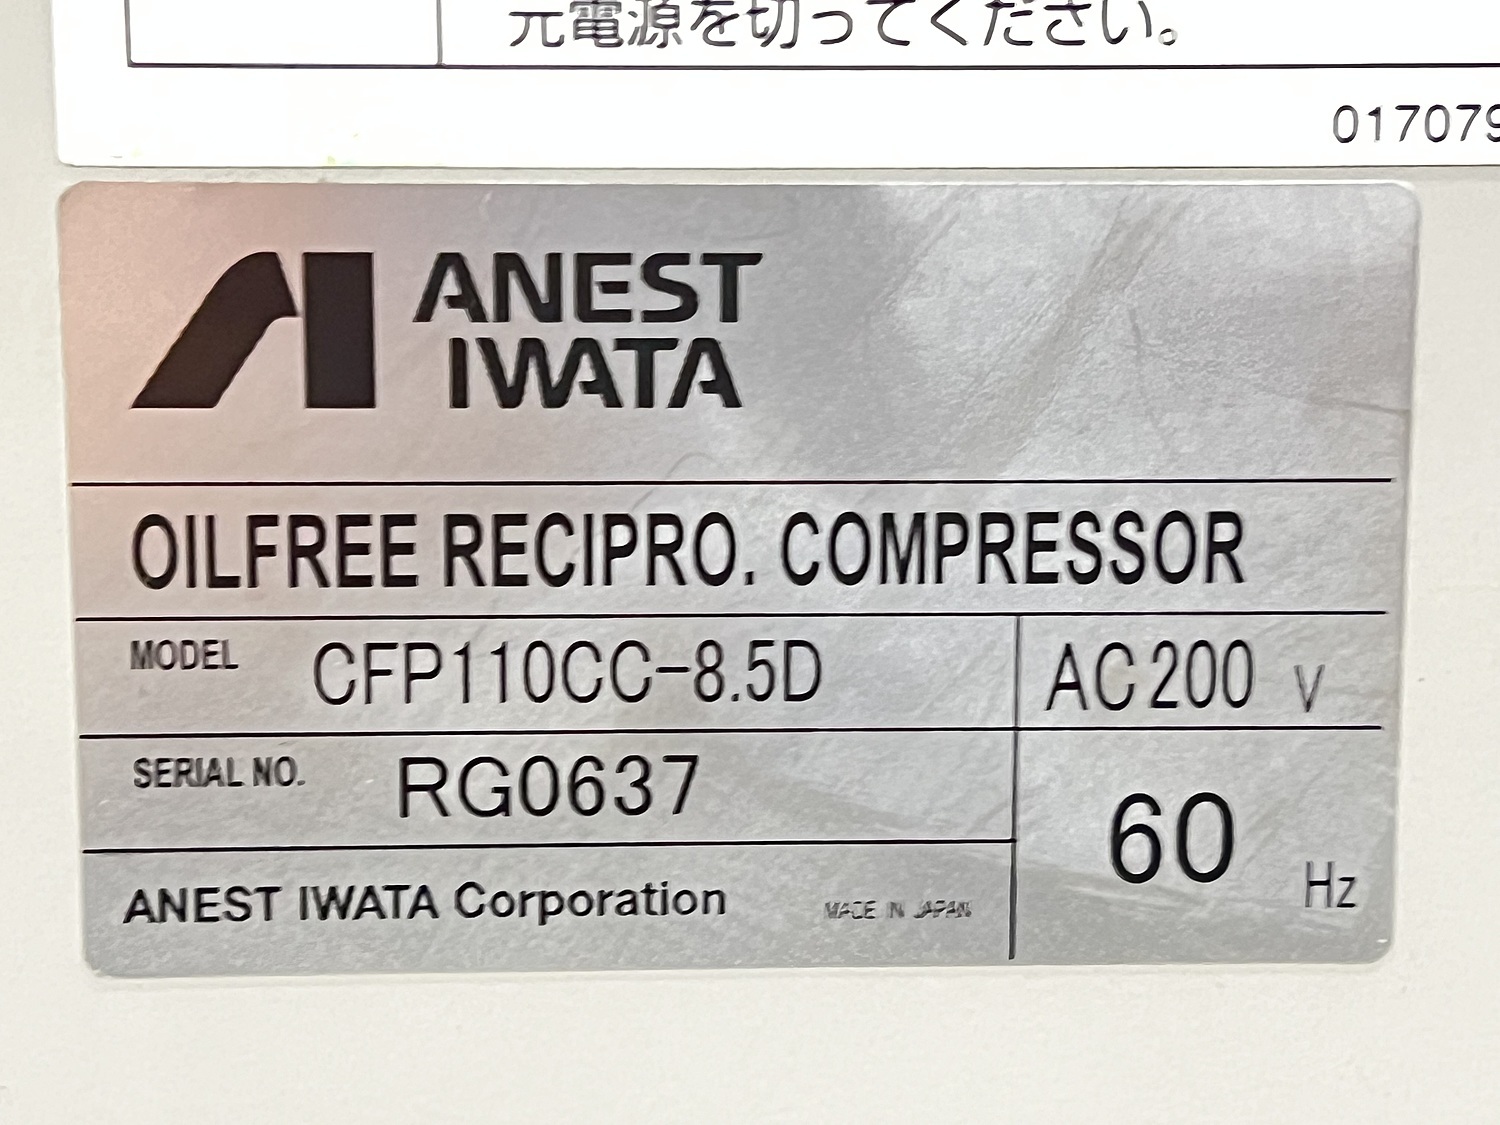 元電源を切ってください。
017079
ANEST
IWATA
OILFREE RECIPRO. COMPRESSOR
MODEL CFP110CC-8.5D AC200 V
SERIAL NO. RG0637
60 Hz
ANEST IWATA Corporation MADE IN JAPAN